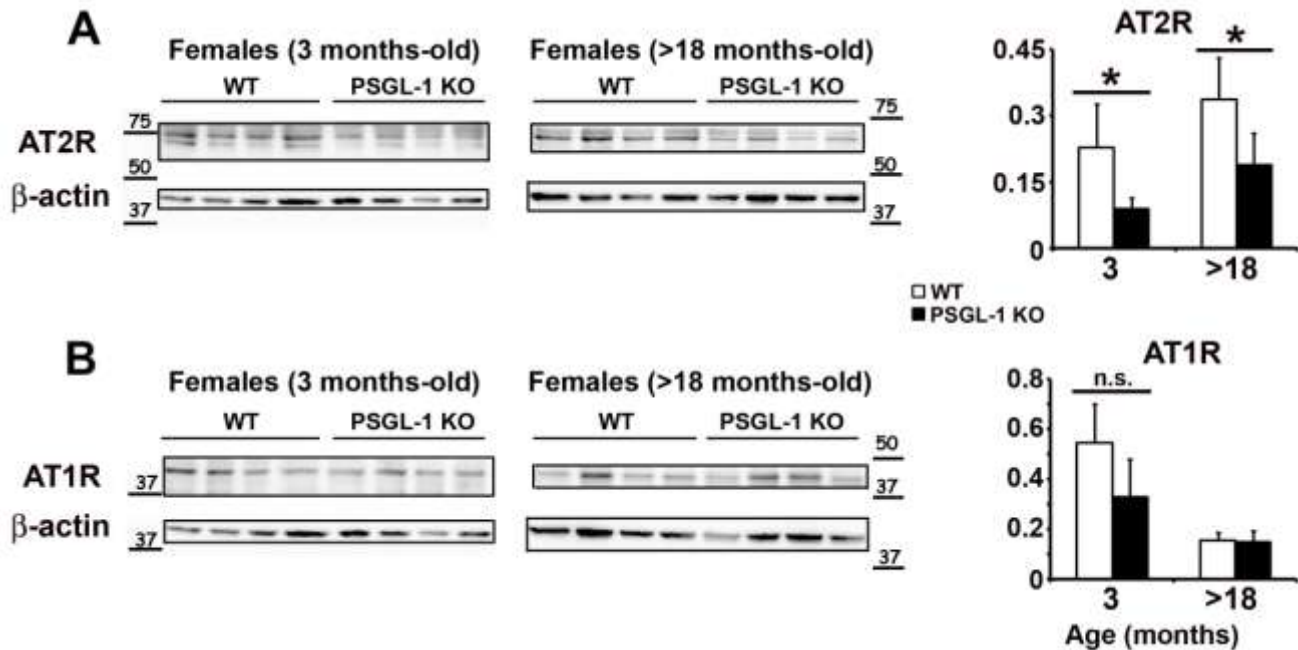 A
Females (3 months-old)
Females (>18 months-old)
WT PSGL-1 KO
WT PSGL-1 KO
75
AT2R
50
β-actin
37
75
50
37
AT2R
*
*
0.45
0.3
0.15
0
3 >18
WT
PSGL-1 KO
B
Females (3 months-old)
Females (>18 months-old)
WT PSGL-1 KO
WT PSGL-1 KO
AT1R
37
β-actin
37
50
37
37
AT1R
n.s.
0.8
0.6
0.4
0.2
0
3 >18
Age (months)